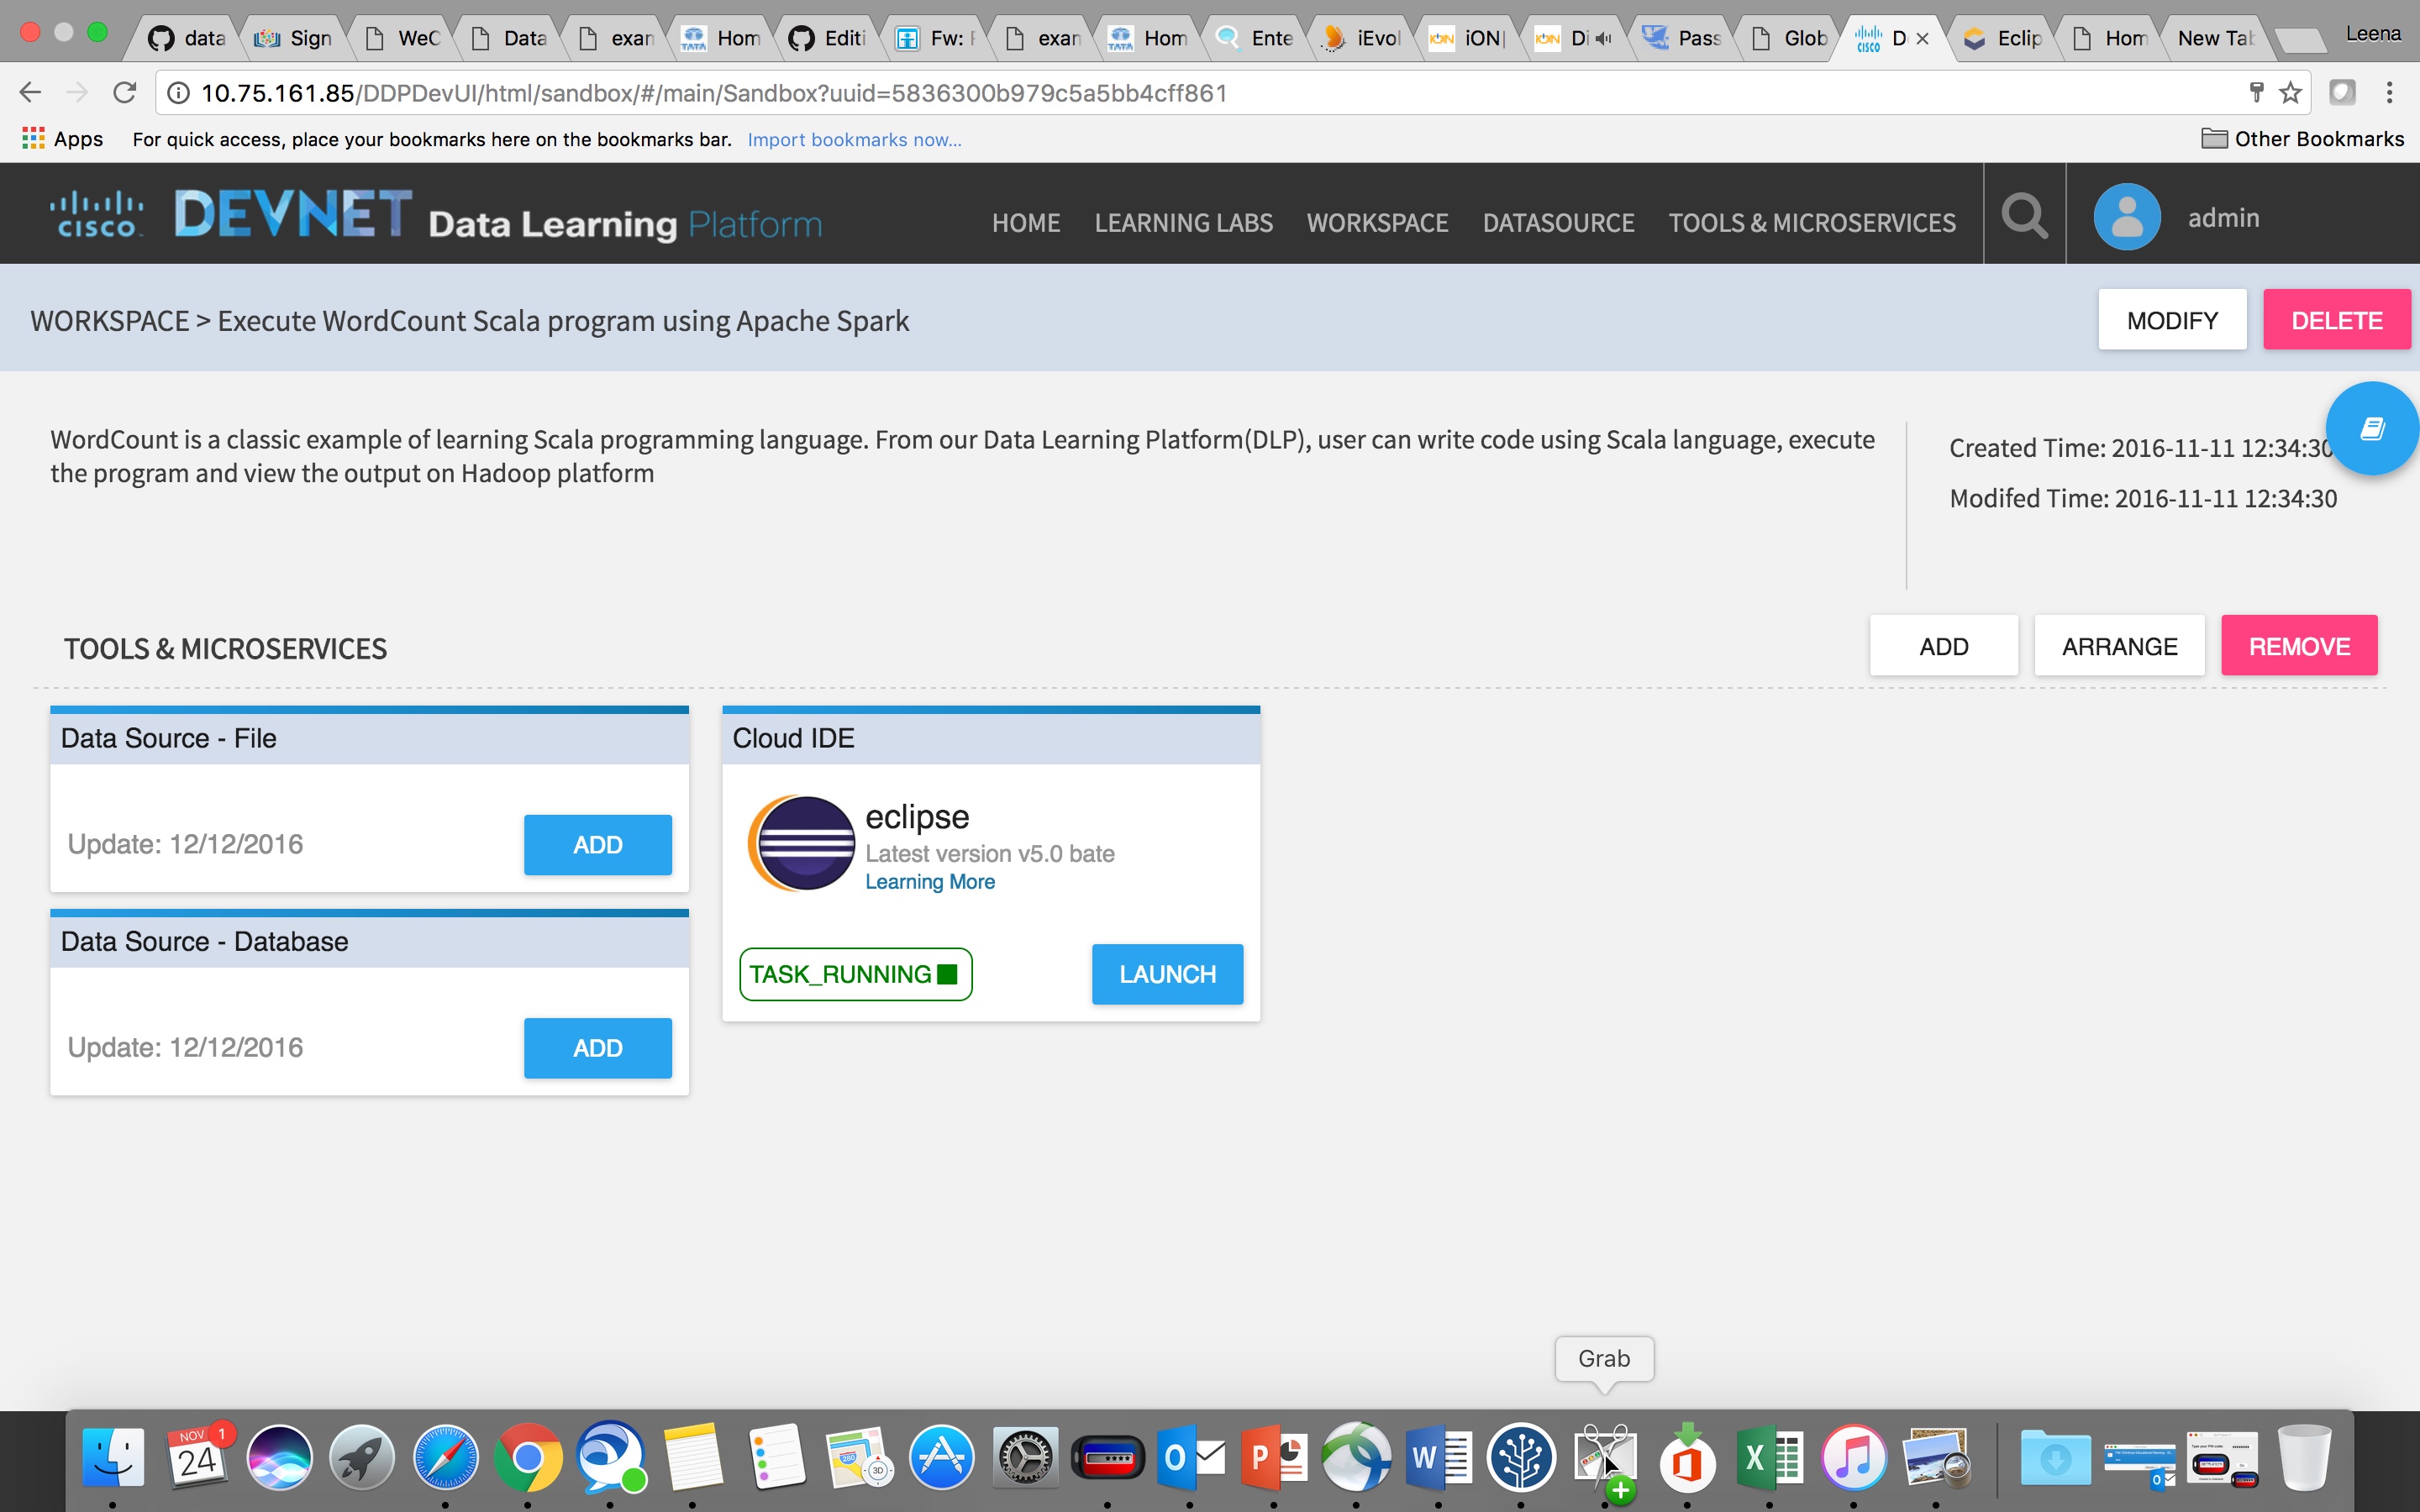 data
Sign
WeC
Data
exan
Hom
Editi
Fw: F
exan
Hom
Ente
iEvol
iON|
Di
Pass
Glob
D
Eclip
Hom
New Tab
Leena
10.75.161.85/DDPDevUI/html/sandbox/#/main/Sandbox?uuid=5836300b979c5a5bb4cff861
Apps For quick access, place your bookmarks here on the bookmarks bar. Import bookmarks now...
Other Bookmarks
CISCO DEVNET Data Learning Platform
HOME LEARNING LABS WORKSPACE DATASOURCE TOOLS & MICROSERVICES
admin
WORKSPACE > Execute WordCount Scala program using Apache Spark
MODIFY DELETE
WordCount is a classic example of learning Scala programming language. From our Data Learning Platform(DLP), user can write code using Scala language, execute
the program and view the output on Hadoop platform
Created Time: 2016-11-11 12:34:30
Modifed Time: 2016-11-11 12:34:30
TOOLS & MICROSERVICES
ADD ARRANGE REMOVE
Data Source - File
Update: 12/12/2016 ADD
Data Source - Database
Update: 12/12/2016 ADD
Cloud IDE
eclipse
Latest version v5.0 bate
Learning More
TASK_RUNNING LAUNCH
Grab
NOV 1
24
280
3D